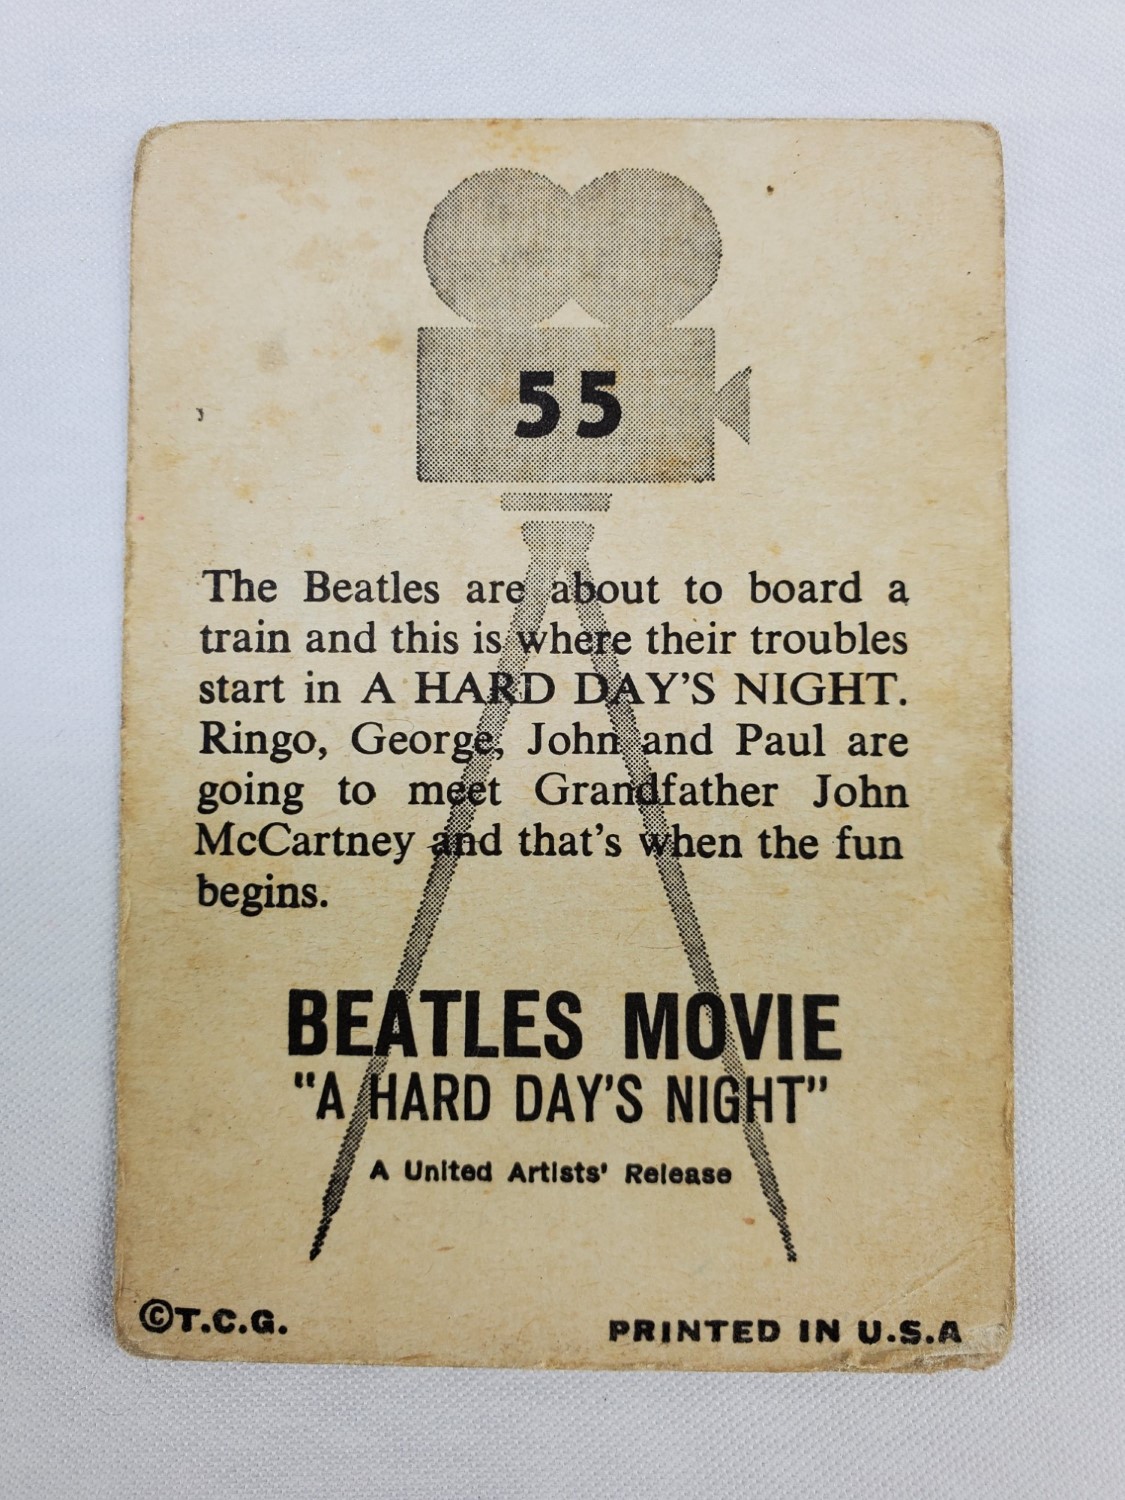 55
The Beatles are about to board a
train and this is where their troubles
start in A HARD DAY'S NIGHT.
Ringo, George, John and Paul are
going to meet Grandfather John
McCartney and that's when the fun
begins.
BEATLES MOVIE
"A HARD DAY'S NIGHT"
A United Artists' Release
©T.C.G.
PRINTED IN U.S.A